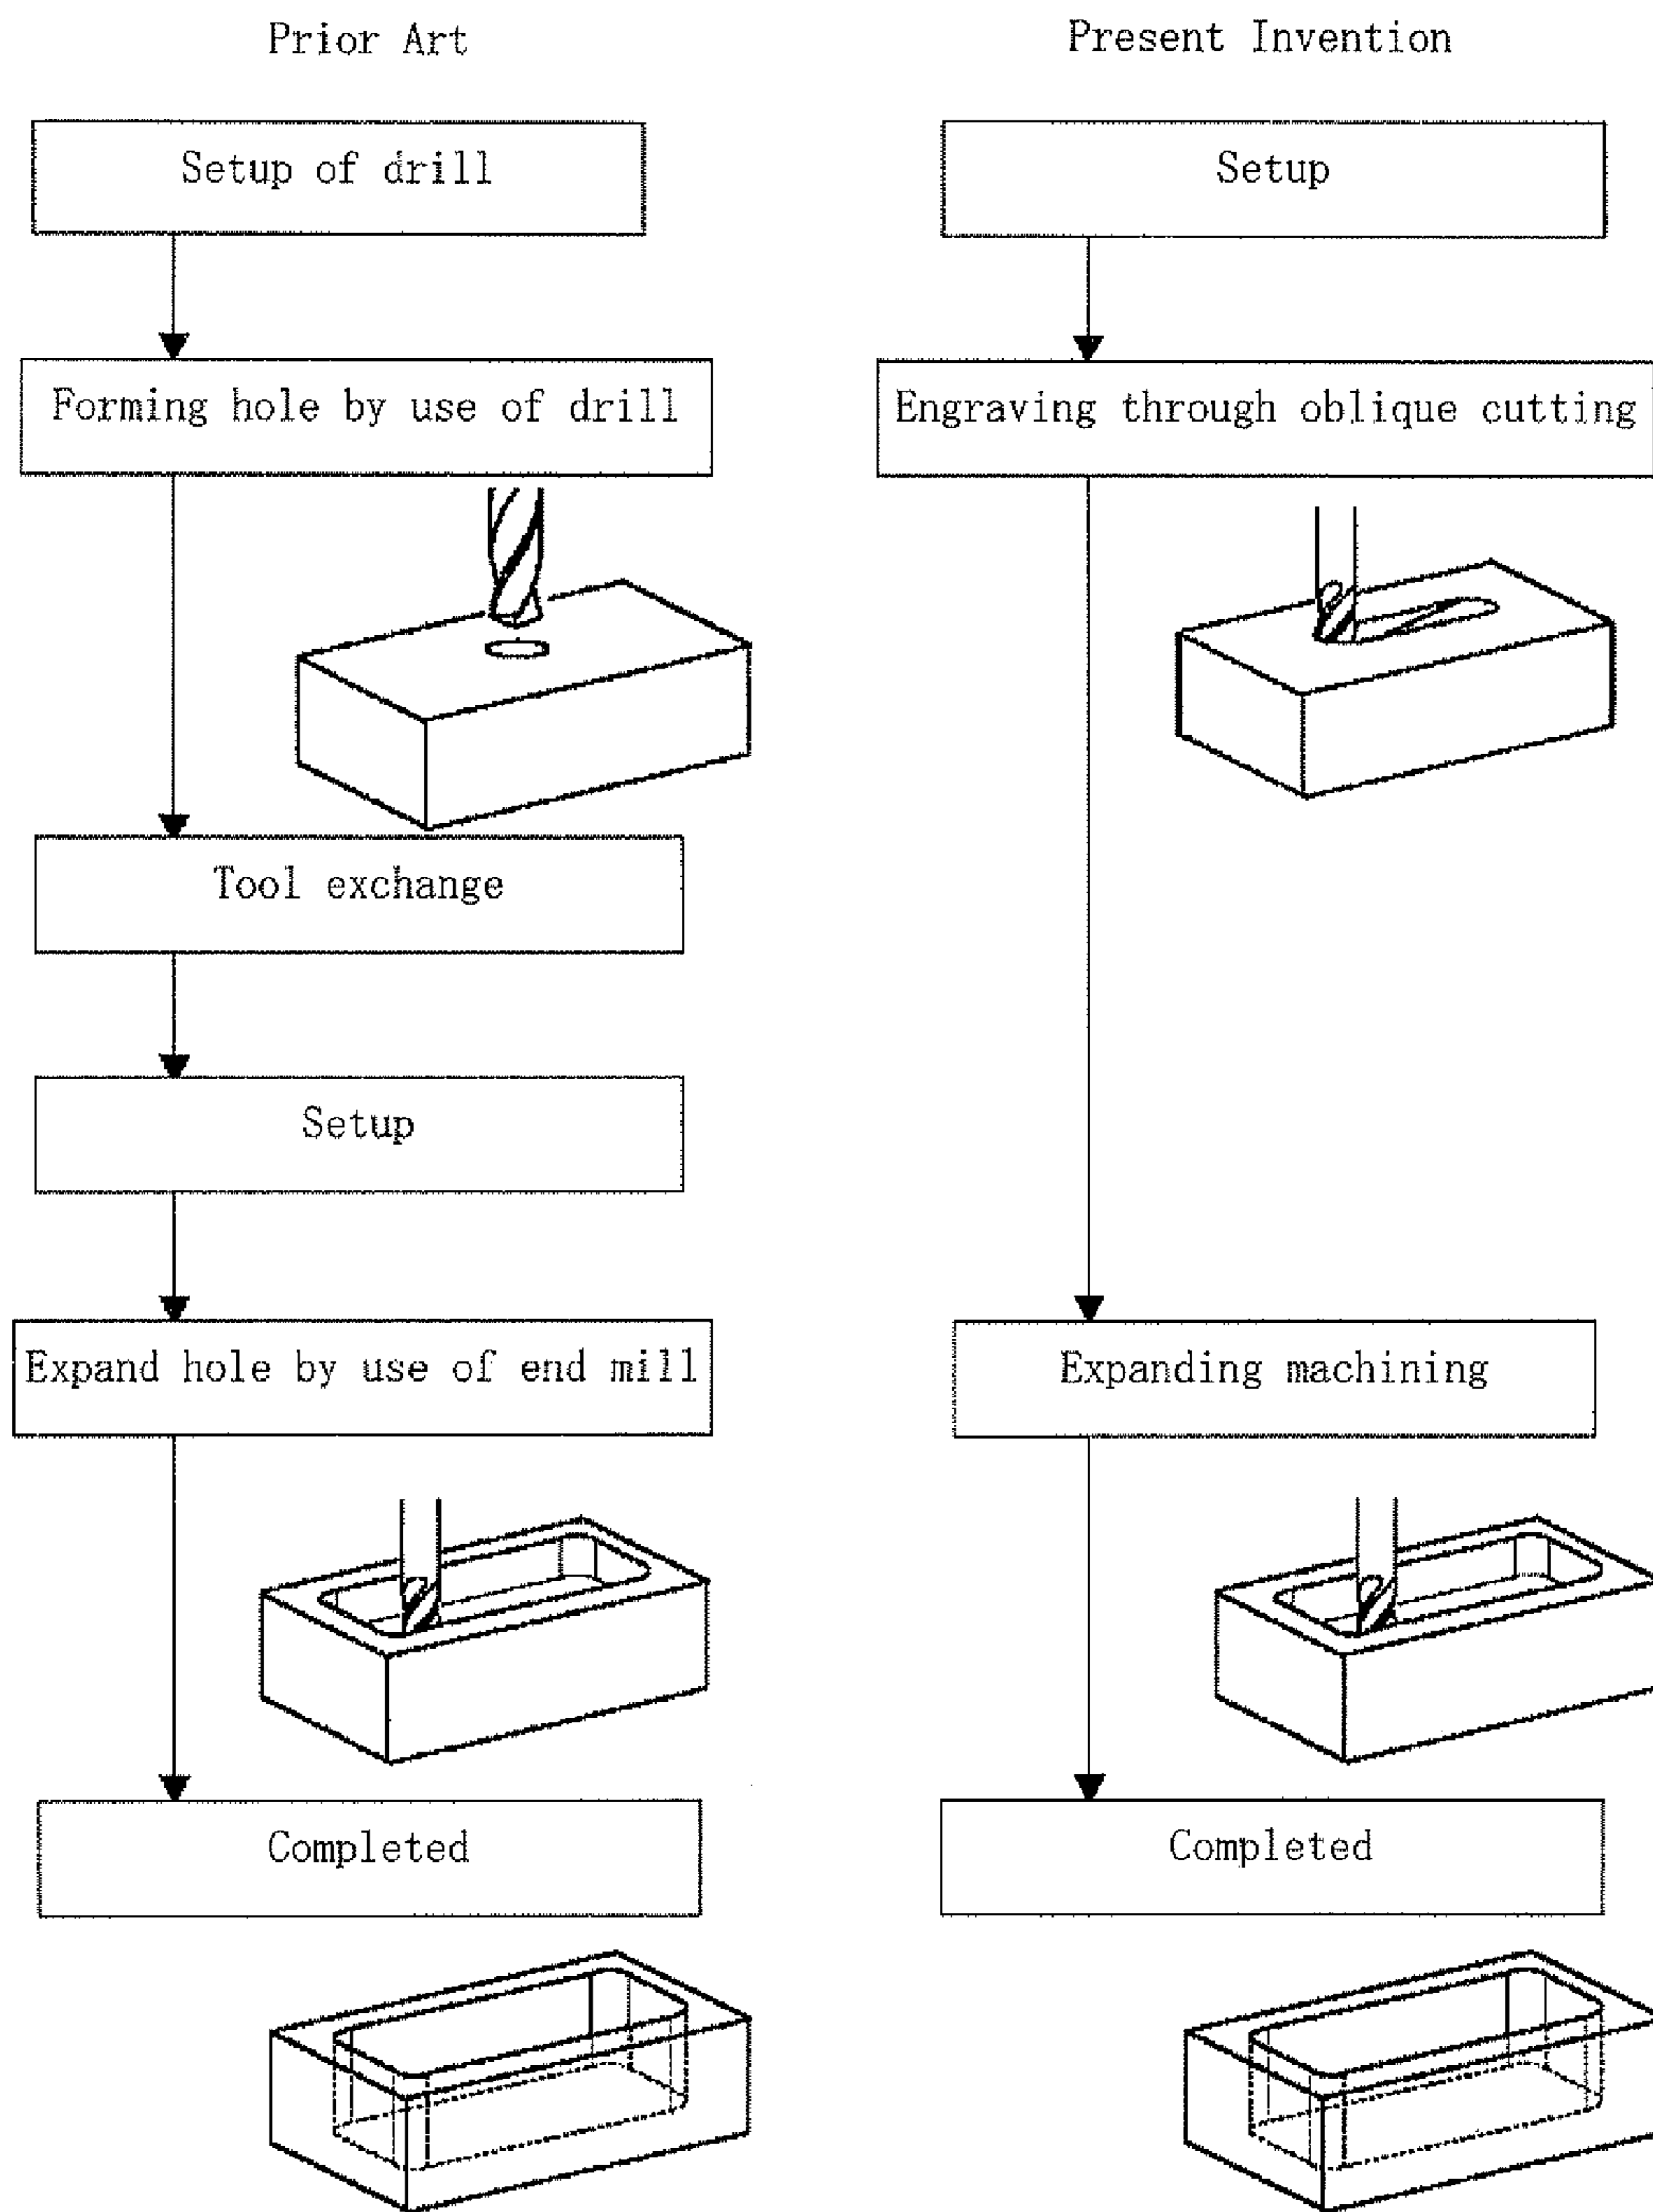 Prior Art
Setup of drill
Forming hole by use of drill
Tool exchange
Setup
Expand hole by use of end mill
Completed
Present Invention
Setup
Engraving through oblique cutting
Expanding machining
Completed